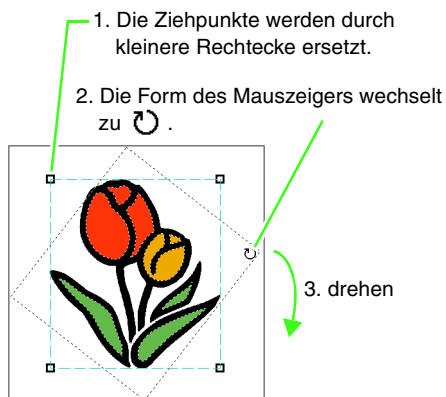 1. Die Ziehpunkte werden durch
kleinere Rechtecke ersetzt.
2. Die Form des Mauszeigers wechselt
zu ↻ .
3. drehen